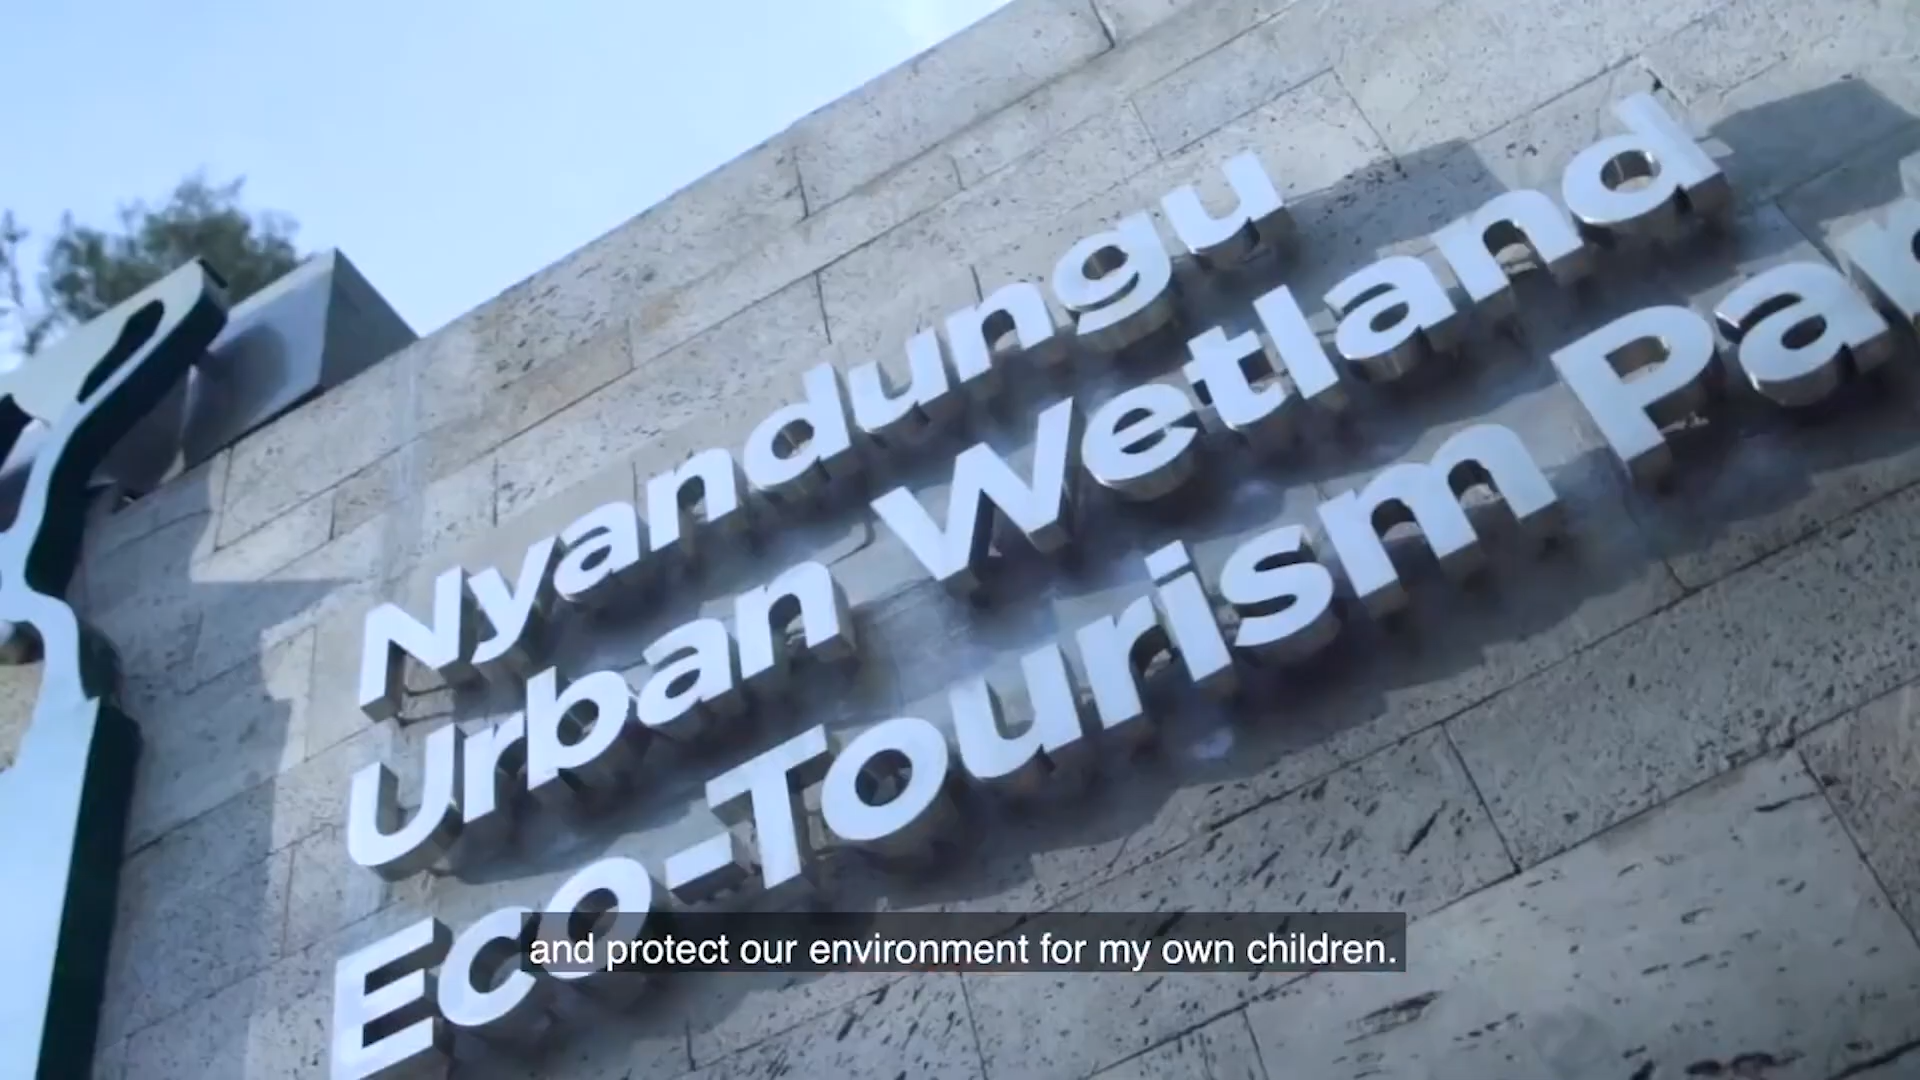 Nyandungu
Urban Wetland
Eco-Tourism Par
and protect our environment for my own children.